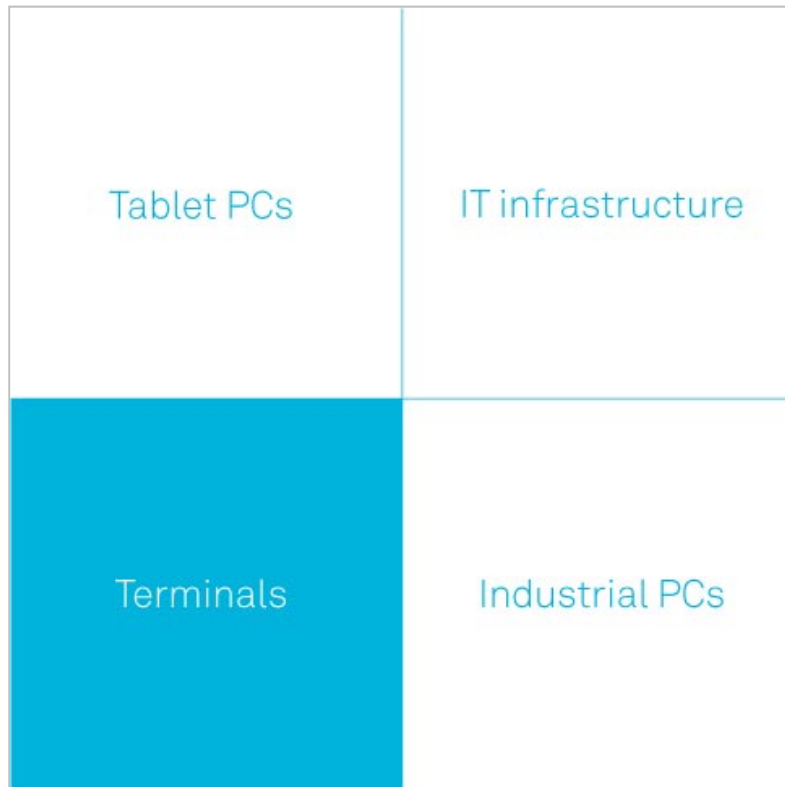 Tablet PCs
IT infrastructure
Terminals
Industrial PCs